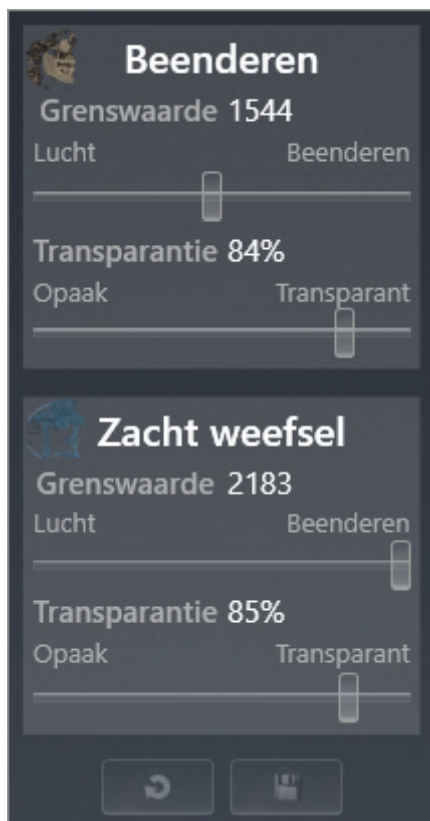 Beenderen
Grenswaarde 1544
Lucht Beenderen
Transparantie 84%
Opaak Transparant
Zacht weefsel
Grenswaarde 2183
Lucht Beenderen
Transparantie 85%
Opaak Transparant